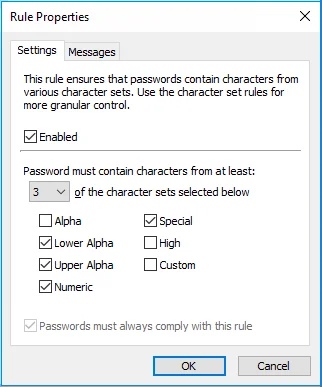 Rule Properties
Settings
Messages
This rule ensures that passwords contain characters from
various character sets. Use the character set rules for
more granular control.
Enabled
Password must contain characters from at least:
3 of the character sets selected below
Alpha
Special
Lower Alpha
High
Upper Alpha
Custom
Numeric
Passwords must always comply with this rule
OK
Cancel